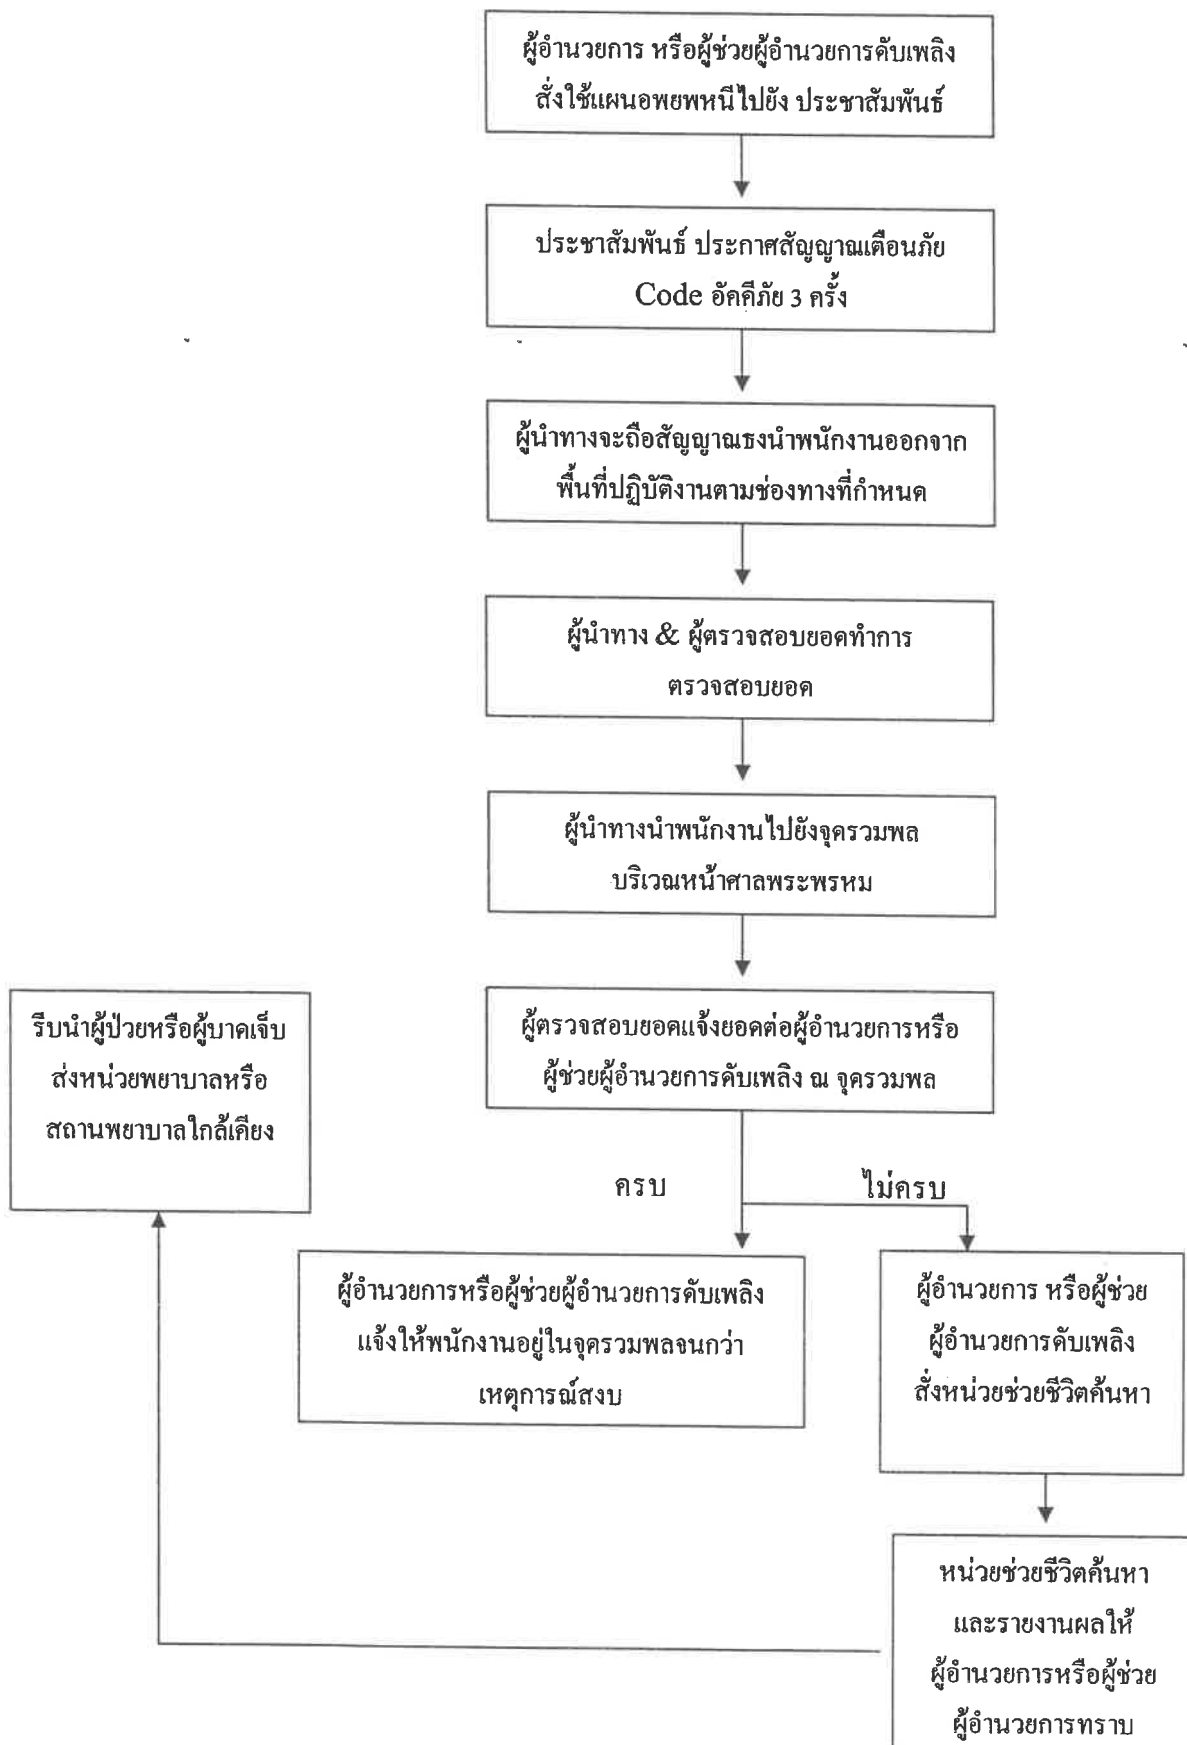 ผู้อำนวยการ หรือผู้ช่วยผู้อำนวยการดับเพลิง
สั่งใช้แผนอพยพหนีไปยัง ประชาสัมพันธ์
ประชาสัมพันธ์ ประกาศสัญญาณเตือนภัย
Code อัคคีภัย 3 ครั้ง
ผู้นำทางจะถือสัญญาณธงนำพนักงานออกจาก
พื้นที่ปฏิบัติงานตามช่องทางที่กำหนด
ผู้นำทาง & ผู้ตรวจสอบยอดทำการ
ตรวจสอบยอด
ผู้นำทางนำพนักงานไปยังจุดรวมพล
บริเวณหน้าศาลพระพรหม
ผู้ตรวจสอบยอดแจ้งยอดต่อผู้อำนวยการหรือ
ผู้ช่วยผู้อำนวยการดับเพลิง ณ จุดรวมพล
รีบนำผู้ป่วยหรือผู้บาดเจ็บ
ส่งหน่วยพยาบาลหรือ
สถานพยาบาลใกล้เคียง
ครบ
ไม่ครบ
ผู้อำนวยการหรือผู้ช่วยผู้อำนวยการดับเพลิง
แจ้งให้พนักงานอยู่ในจุดรวมพลจนกว่า
เหตุการณ์สงบ
ผู้อำนวยการ หรือผู้ช่วย
ผู้อำนวยการดับเพลิง
สั่งหน่วยช่วยชีวิตค้นหา
หน่วยช่วยชีวิตค้นหา
และรายงานผลให้
ผู้อำนวยการหรือผู้ช่วย
ผู้อำนวยการทราบ